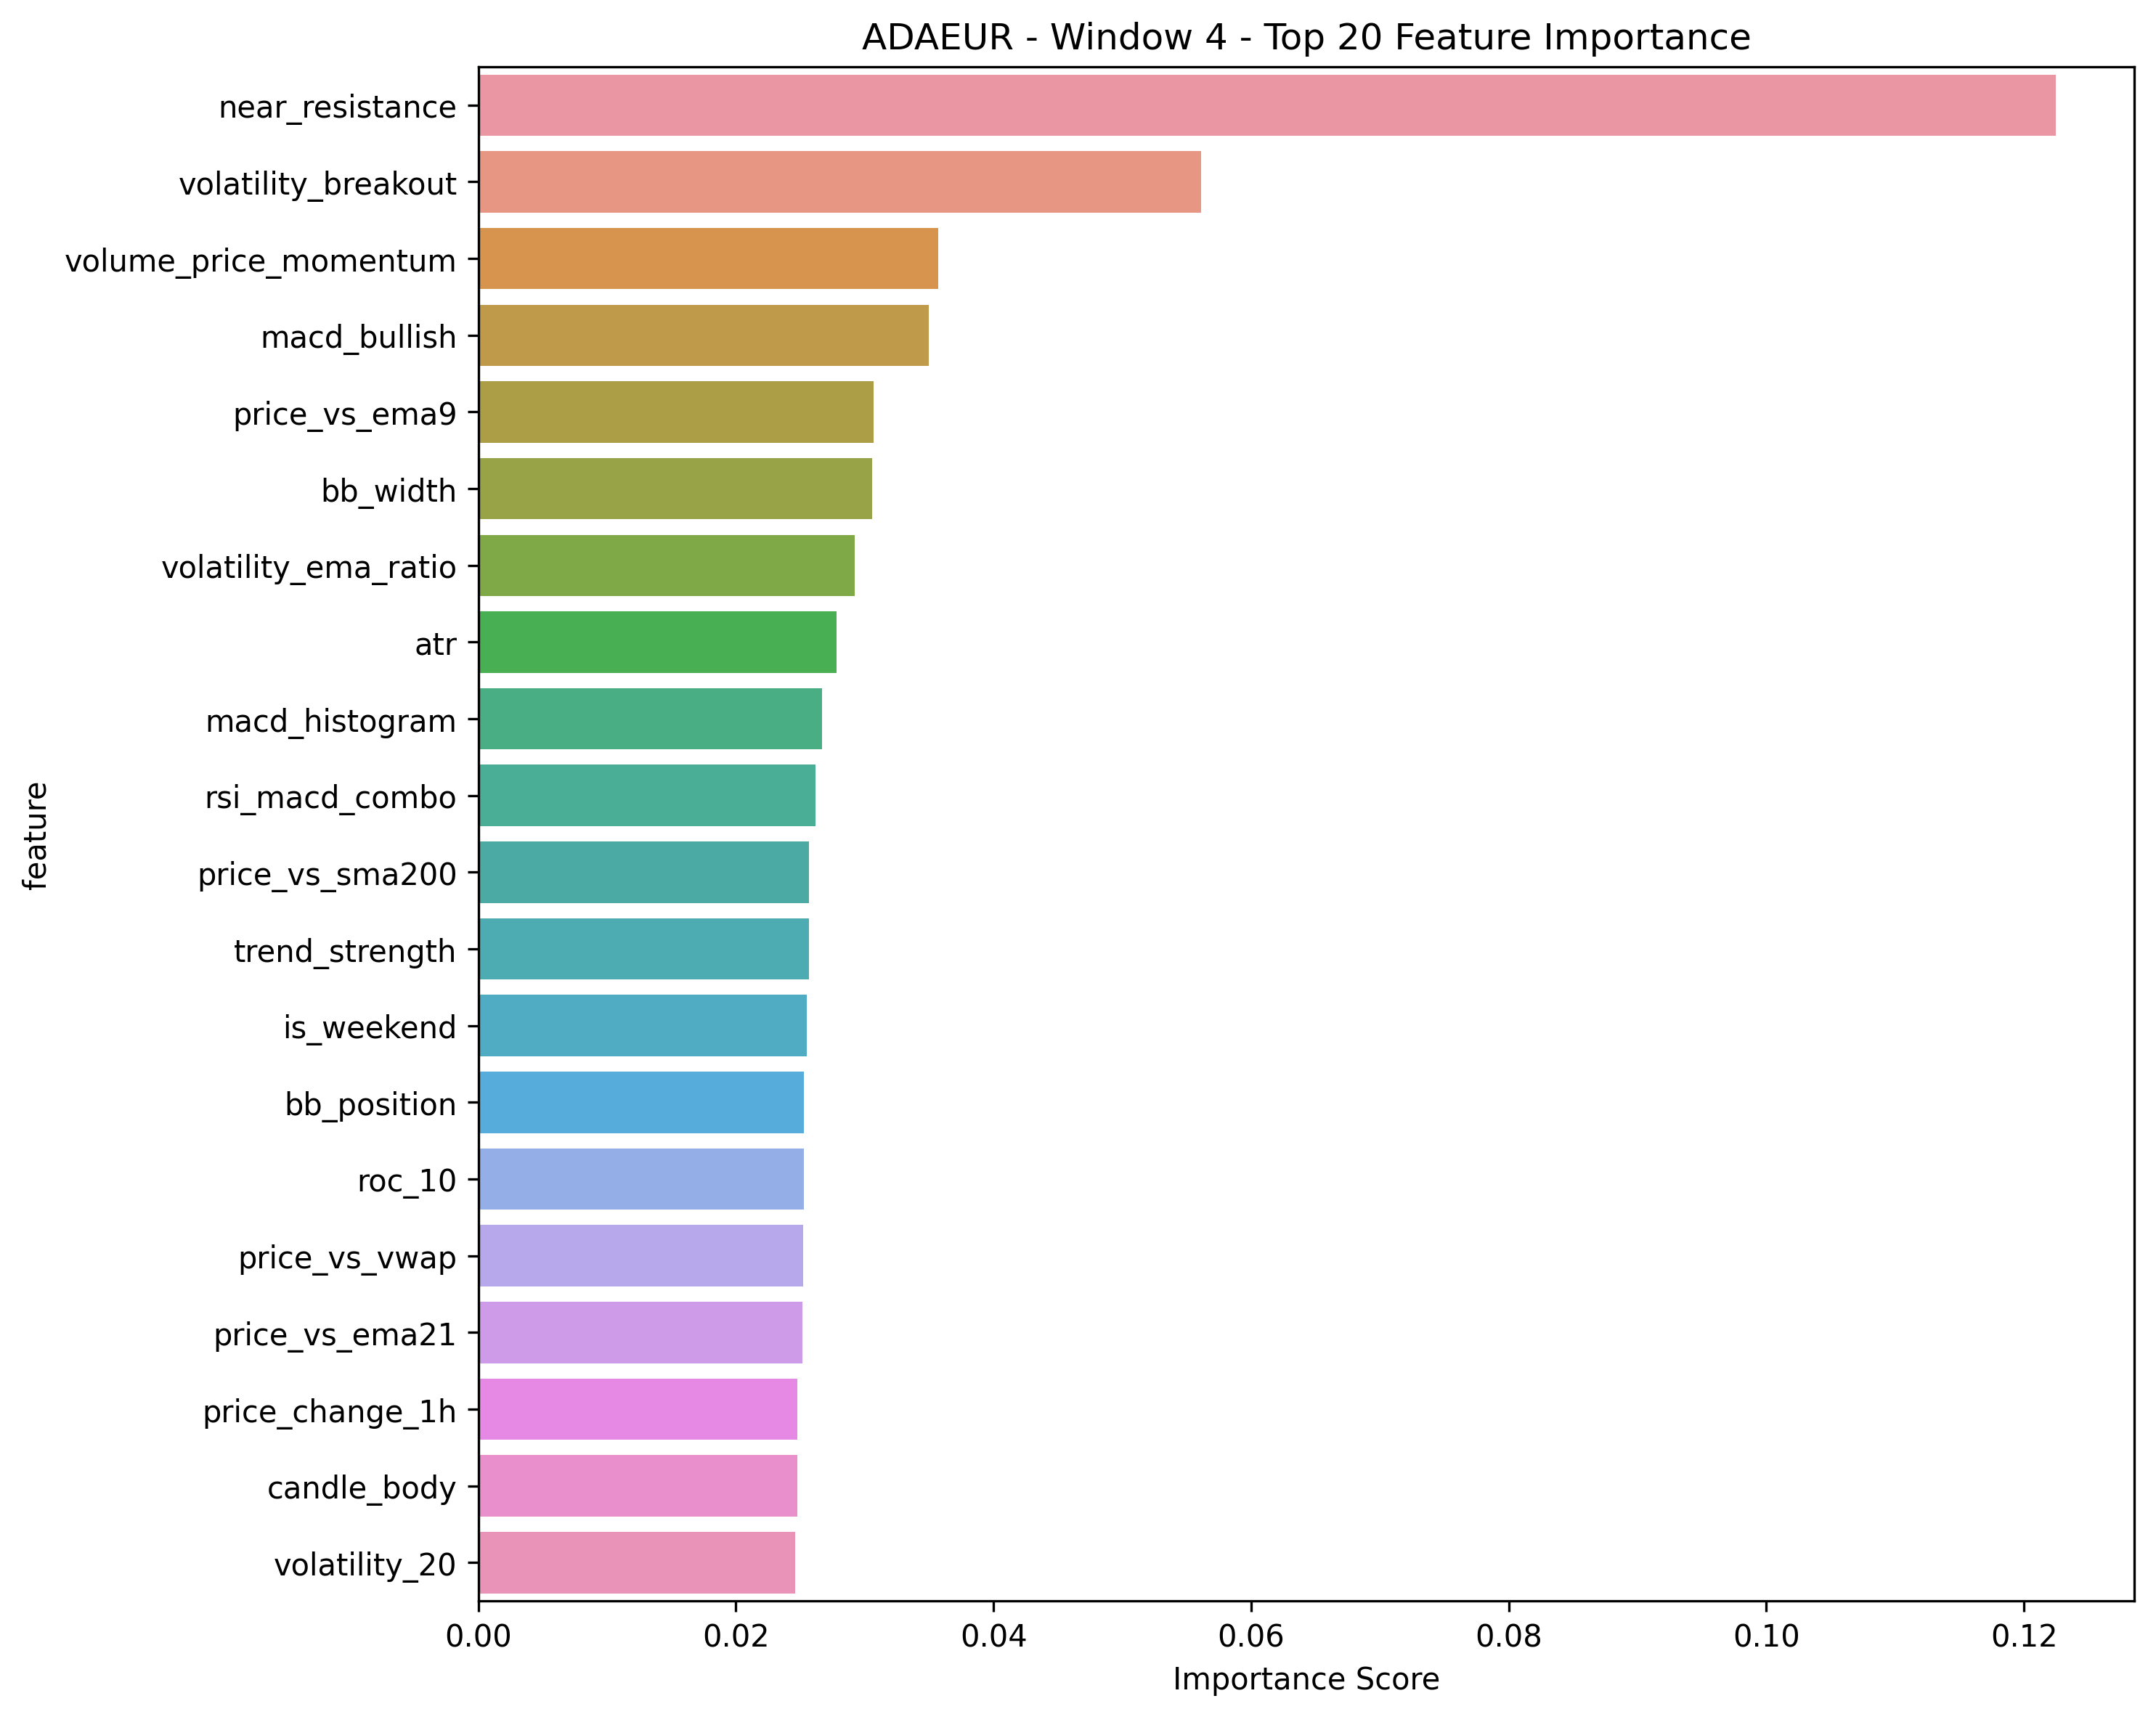 ADAEUR - Window 4 - Top 20 Feature Importance
near_resistance
volatility_breakout
volume_price_momentum
macd_bullish
price_vs_ema9
bb_width
volatility_ema_ratio
atr
macd_histogram
rsi_macd_combo
price_vs_sma200
trend_strength
is_weekend
bb_position
roc_10
price_vs_vwap
price_vs_ema21
price_change_1h
candle_body
volatility_20
feature
0.00 0.02 0.04 0.06 0.08 0.10 0.12
Importance Score